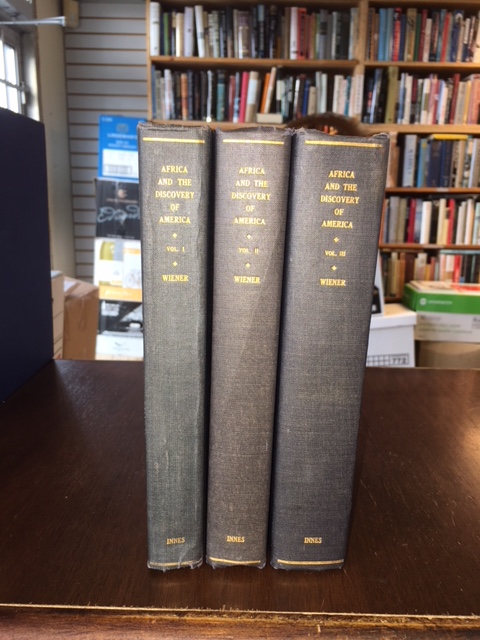 AFRICA
AND THE
DISCOVERY
OF
AMERICA
VOL. I
WIENER
INNES
AFRICA
AND THE
DISCOVERY
OF
AMERICA
VOL. II
WIENER
INNES
AFRICA
AND THE
DISCOVERY
OF
AMERICA
VOL. III
WIENER
INNES